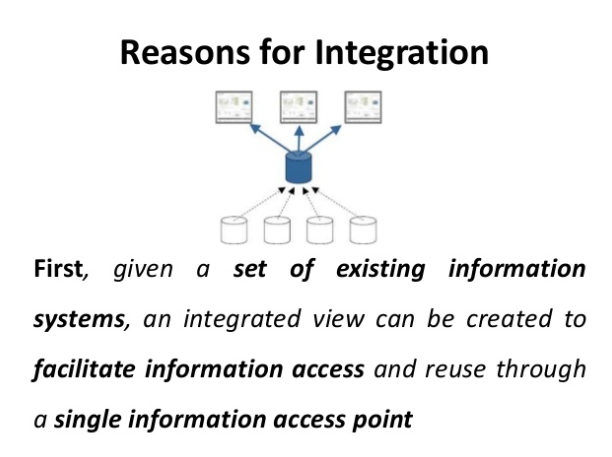 Reasons for Integration
First, given a set of existing information
systems, an integrated view can be created to
facilitate information access and reuse through
a single information access point